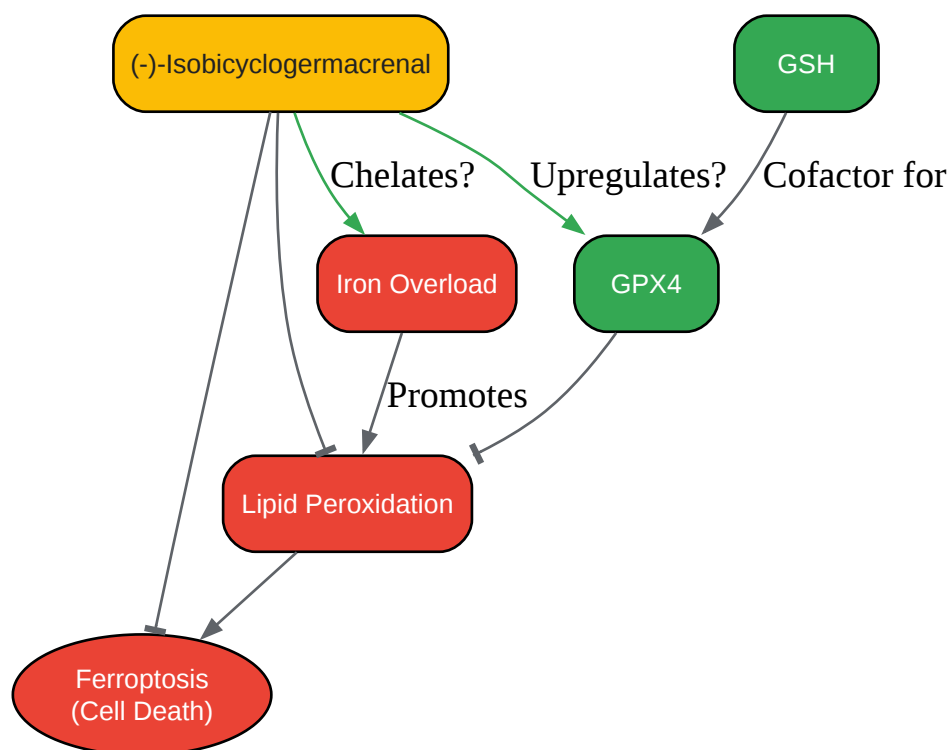 (-)-Isobicyclogermacrenal
GSH
Chelates?
Upregulates?
Cofactor for
Iron Overload
GPX4
Promotes
Lipid Peroxidation
Ferroptosis
(Cell Death)